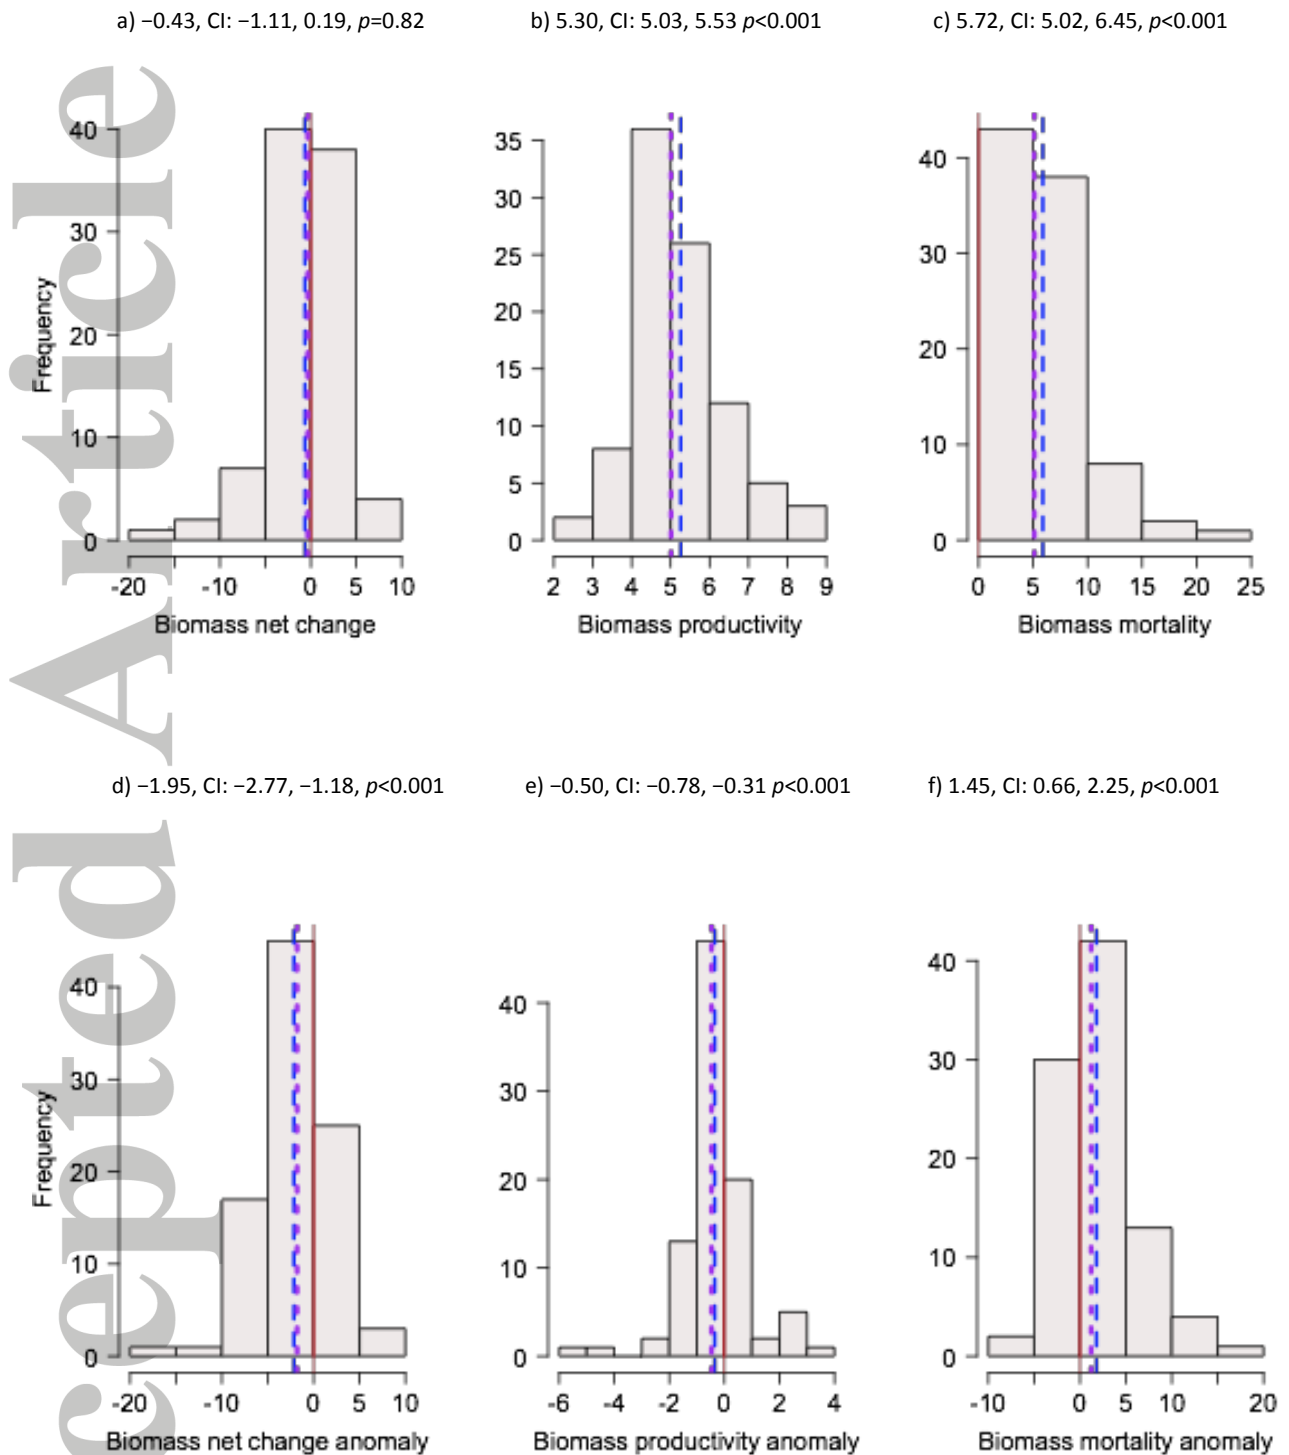 a) −0.43, CI: −1.11, 0.19, p=0.82
b) 5.30, CI: 5.03, 5.53 p<0.001
c) 5.72, CI: 5.02, 6.45, p<0.001
40
30
20
10
0
Frequency
-20 -10 0 5 10
Biomass net change
35
30
25
20
15
10
5
0
2 3 4 5 6 7 8 9
Biomass productivity
40
30
20
10
0
0 5 10 15 20 25
Biomass mortality
d) −1.95, CI: −2.77, −1.18, p<0.001
e) −0.50, CI: −0.78, −0.31 p<0.001
f) 1.45, CI: 0.66, 2.25, p<0.001
40
30
20
10
0
Frequency
-20 -10 0 5 10
Biomass net change anomaly
40
30
20
10
0
-6 -4 -2 0 2 4
Biomass productivity anomaly
40
30
20
10
0
-10 0 5 10 20
Biomass mortality anomaly
cepted Article